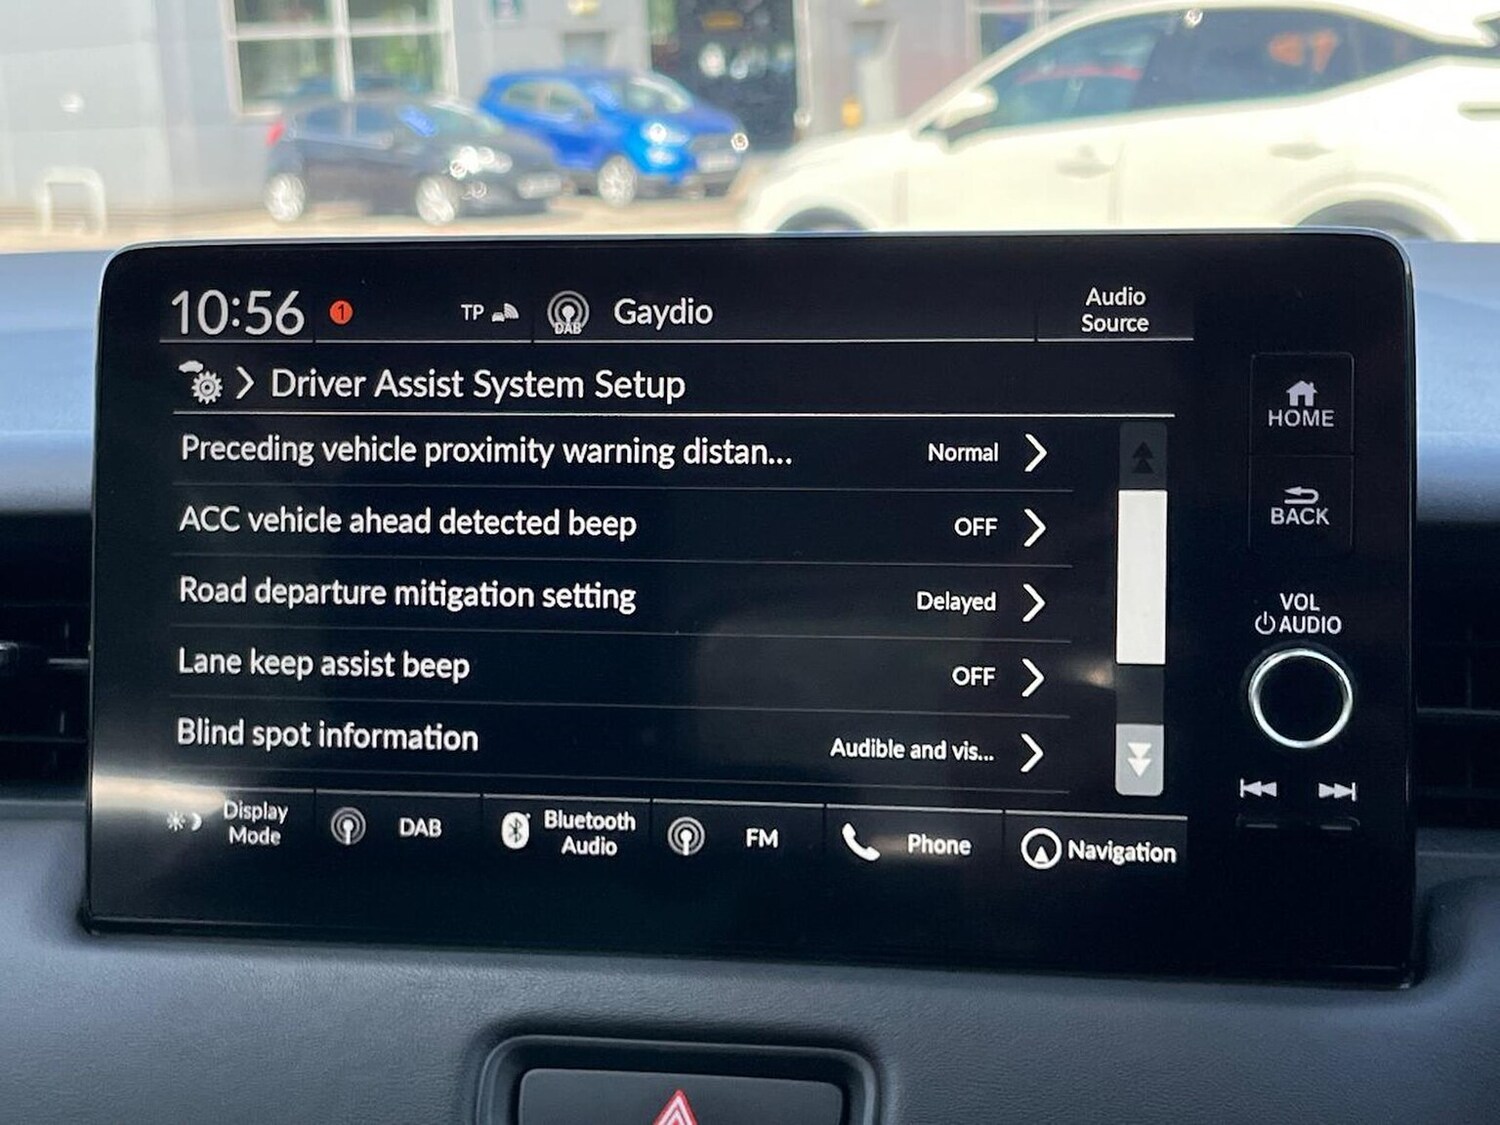 10:56 1 TP DAB Gaydio Audio
Source
Driver Assist System Setup
Preceding vehicle proximity warning distan... Normal
ACC vehicle ahead detected beep OFF
Road departure mitigation setting Delayed
Lane keep assist beep OFF
Blind spot information Audible and vis...
Display
Mode
DAB
Bluetooth
Audio
FM
Phone
Navigation
HOME
BACK
VOL
AUDIO